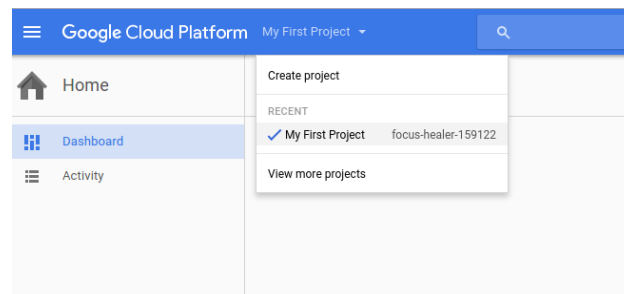 Google Cloud Platform My First Project
Home
Create project
RECENT
My First Project focus-healer-159122
View more projects
Dashboard
Activity